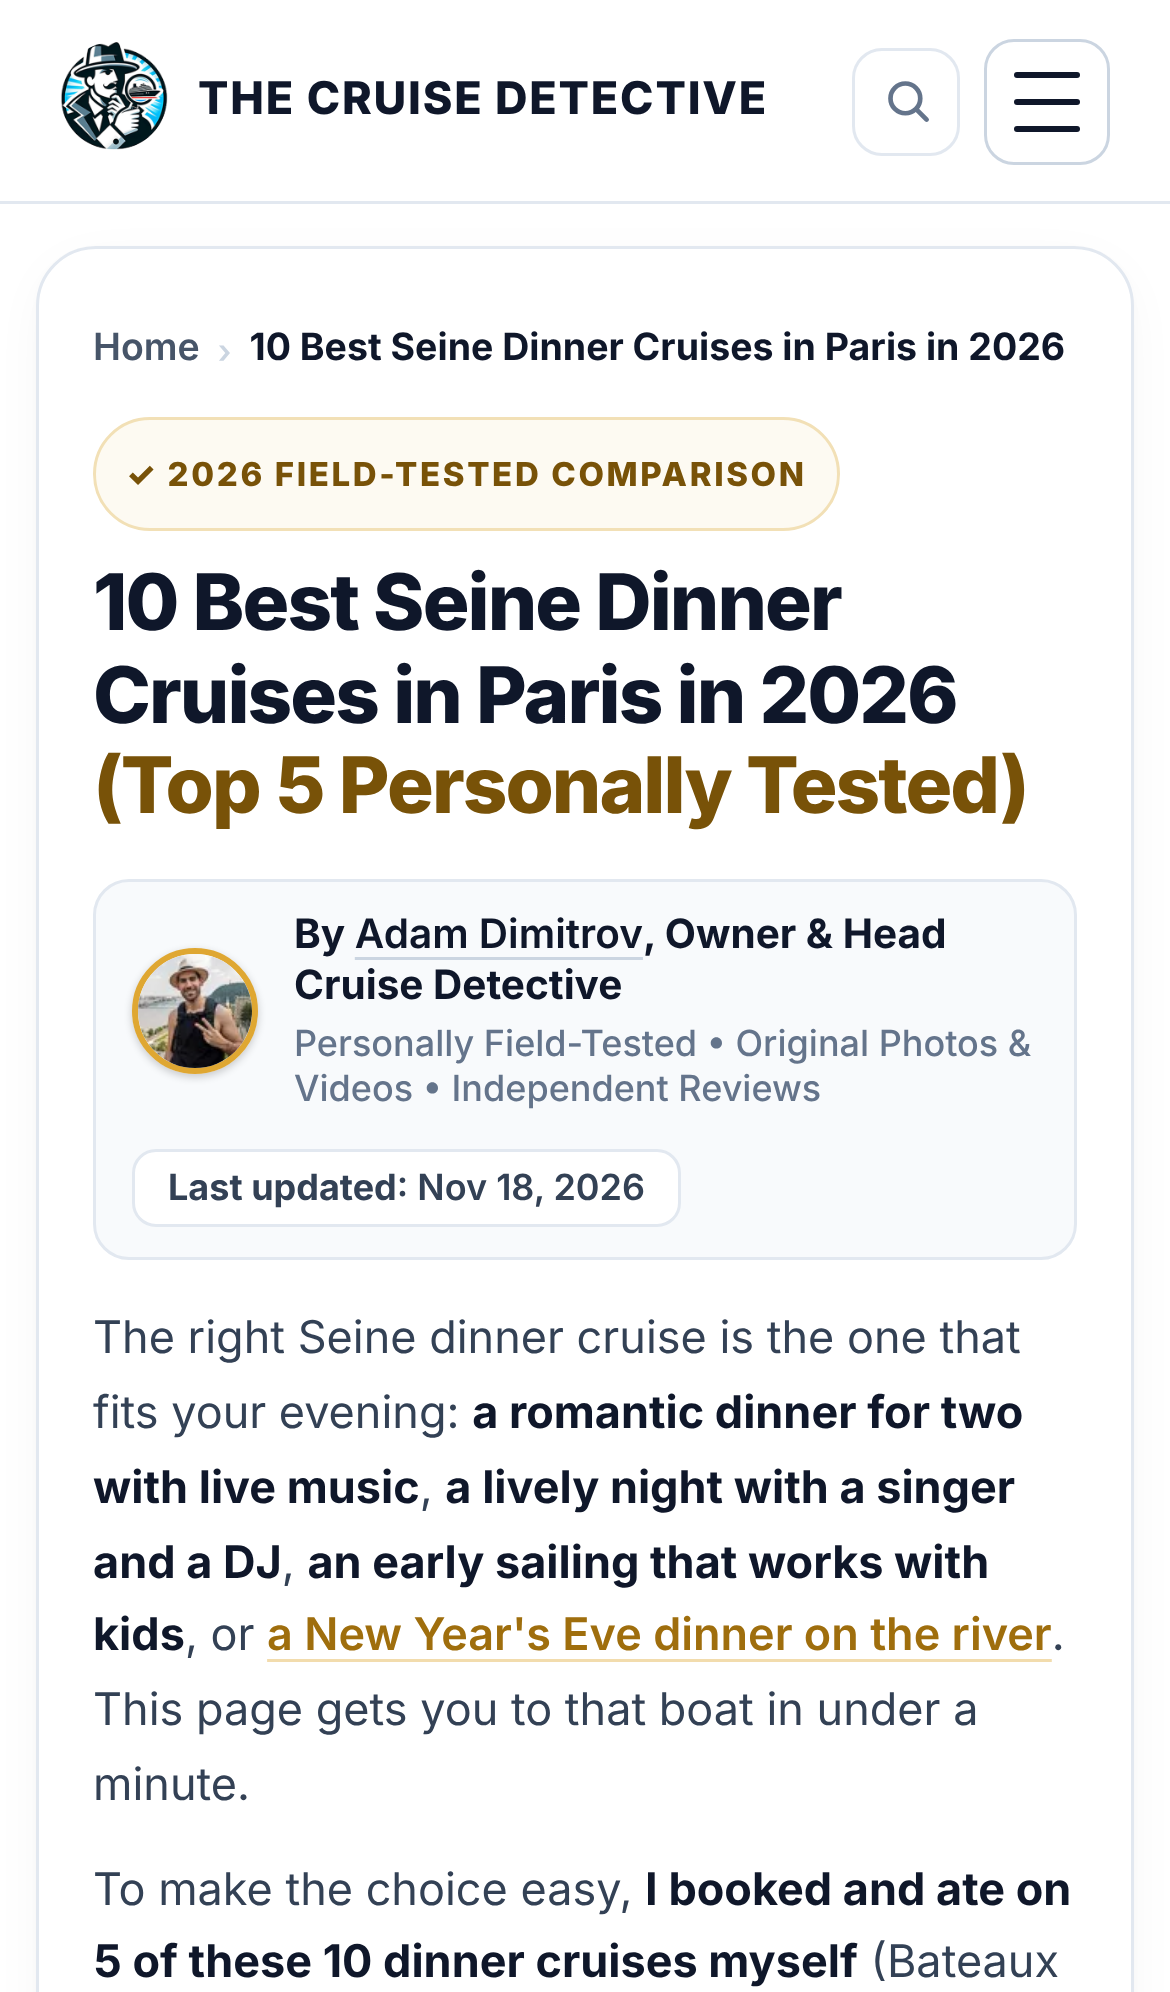 THE CRUISE DETECTIVE
Home › 10 Best Seine Dinner Cruises in Paris in 2026
✓ 2026 FIELD-TESTED COMPARISON
10 Best Seine Dinner
Cruises in Paris in 2026
(Top 5 Personally Tested)
By Adam Dimitrov, Owner & Head
Cruise Detective
Personally Field-Tested • Original Photos &
Videos • Independent Reviews
Last updated: Nov 18, 2026
The right Seine dinner cruise is the one that
fits your evening: a romantic dinner for two
with live music, a lively night with a singer
and a DJ, an early sailing that works with
kids, or a New Year's Eve dinner on the river.
This page gets you to that boat in under a
minute.
To make the choice easy, I booked and ate on
5 of these 10 dinner cruises myself (Bateaux